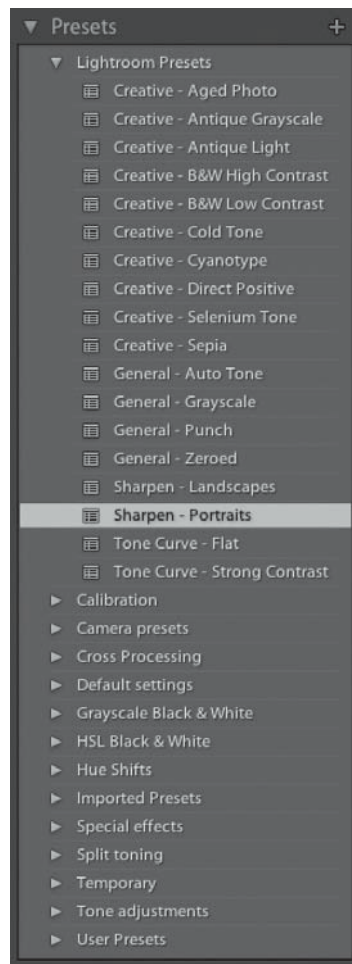 Presets
Lightroom Presets
Creative - Aged Photo
Creative - Antique Grayscale
Creative - Antique Light
Creative - B&W High Contrast
Creative - B&W Low Contrast
Creative - Cold Tone
Creative - Cyanotype
Creative - Direct Positive
Creative - Selenium Tone
Creative - Sepia
General - Auto Tone
General - Grayscale
General - Punch
General - Zeroed
Sharpen - Landscapes
Sharpen - Portraits
Tone Curve - Flat
Tone Curve - Strong Contrast
Calibration
Camera presets
Cross Processing
Default settings
Grayscale Black & White
HSL Black & White
Hue Shifts
Imported Presets
Special effects
Split toning
Temporary
Tone adjustments
User Presets